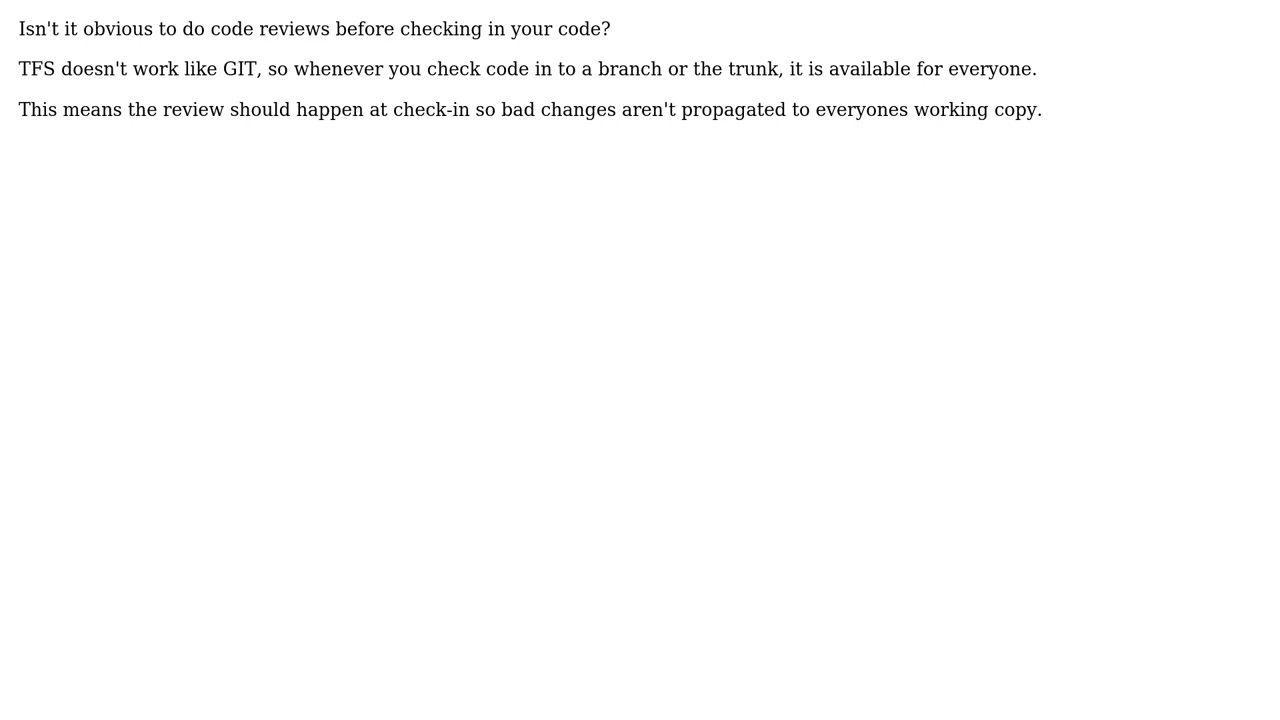 Isn't it obvious to do code reviews before checking in your code?
TFS doesn't work like GIT, so whenever you check code in to a branch or the trunk, it is available for everyone.
This means the review should happen at check-in so bad changes aren't propagated to everyones working copy.